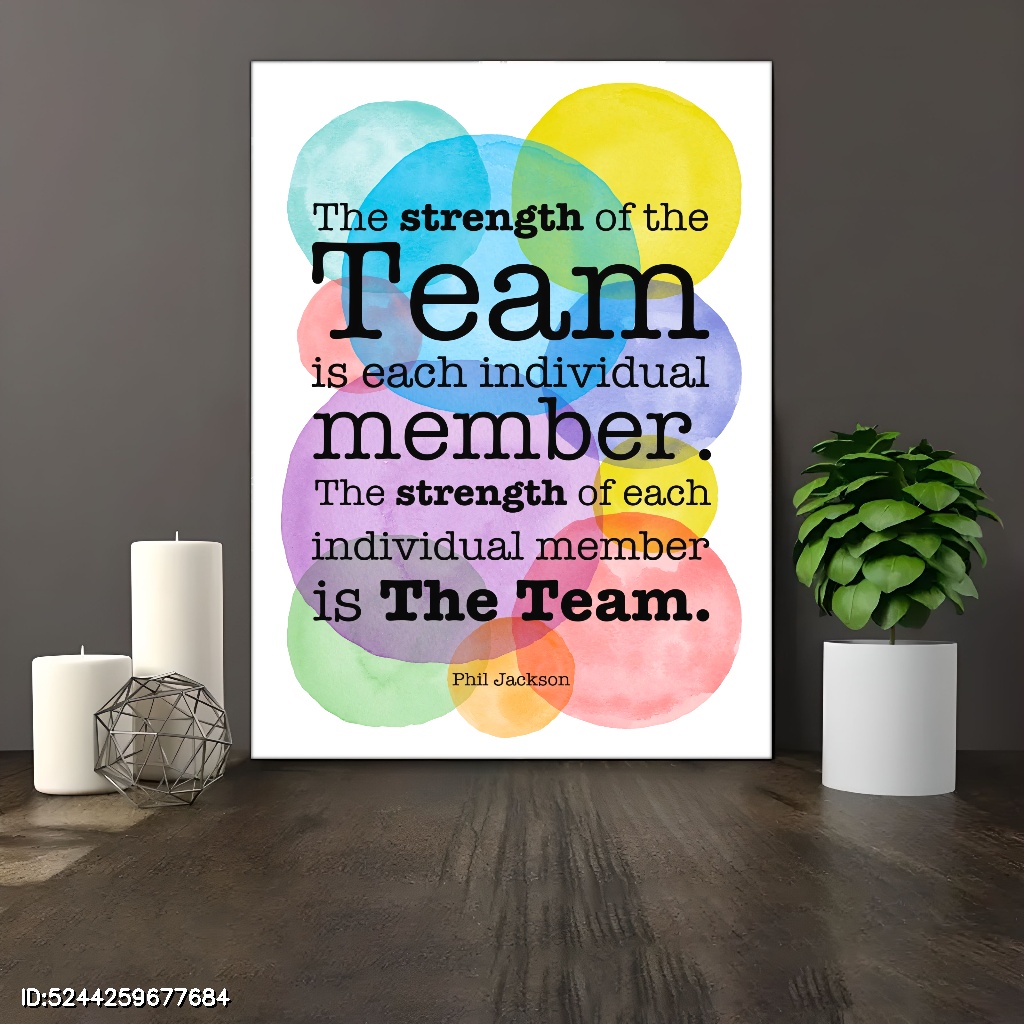 The strength of the
Team
is each individual
member.
The strength of each
individual member
is The Team.
Phil Jackson
ID:5244259677684